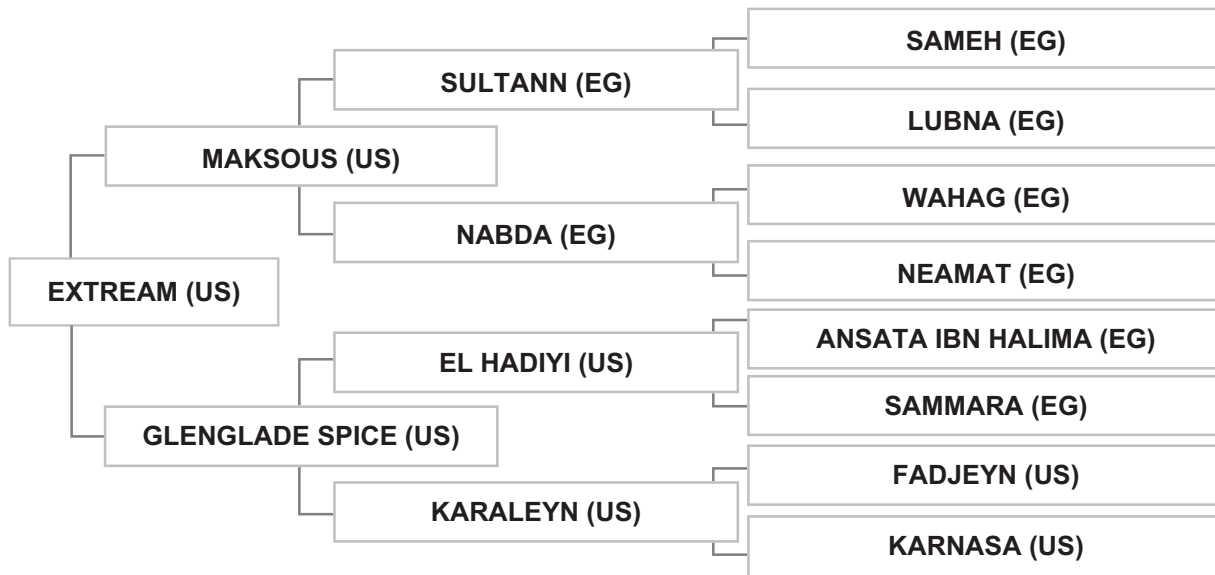 SAMEH (EG)
SULTANN (EG)
LUBNA (EG)
MAKSOUS (US)
WAHAG (EG)
NABDA (EG)
NEAMAT (EG)
EXTREAM (US)
ANSATA IBN HALIMA (EG)
EL HADIYI (US)
SAMMARA (EG)
GLENGLADE SPICE (US)
FADJEYN (US)
KARALEYN (US)
KARNASA (US)